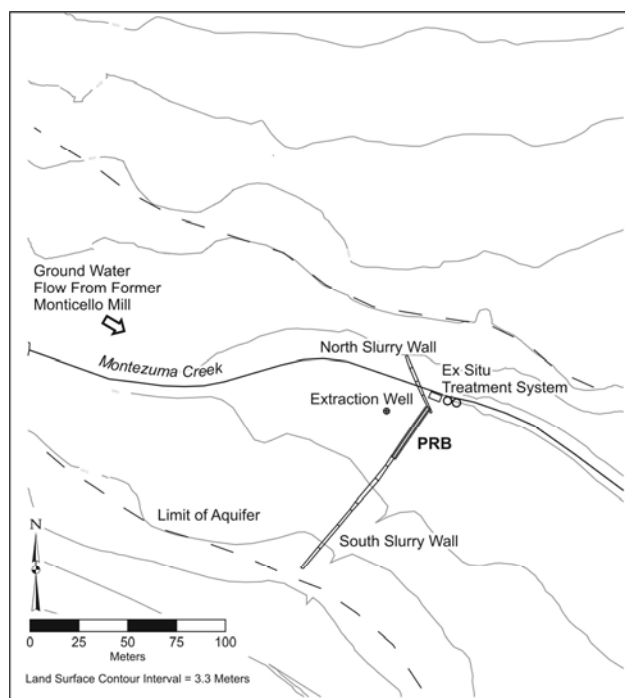 Ground Water
Flow From Former
Monticello Mill
Montezuma Creek
North Slurry Wall
Ex Situ
Treatment System
Extraction Well
PRB
Limit of Aquifer
South Slurry Wall
N
0 25 50 75 100
Meters
Land Surface Contour Interval = 3.3 Meters